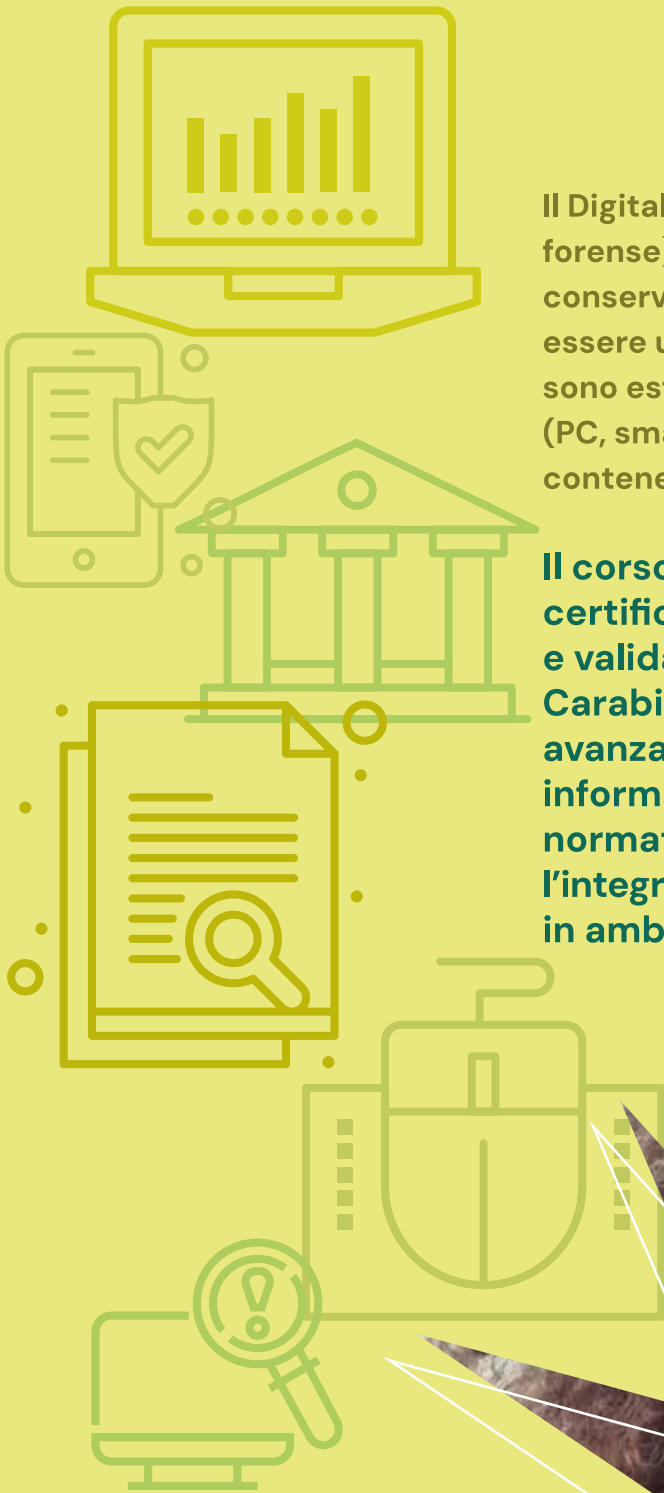 Il Digital
forense)
conserv
essere u
sono est
(PC, sma
contene
Il corso
certific
e valida
Carabi
avanza
inform
normat
l'integr
in amb